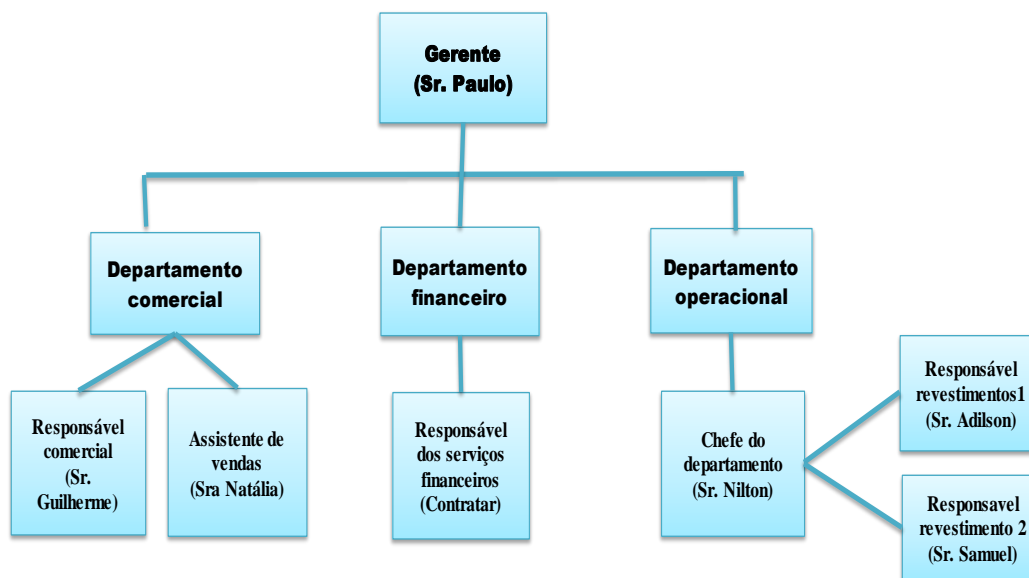 Gerente
(Sr. Paulo)
Departamento
comercial
Departamento
financeiro
Departamento
operacional
Responsável
comercial
(Sr.
Guilherme)
Assistente de
vendas
(Sra Natália)
Responsável
dos serviços
financeiros
(Contratar)
Chefe do
departamento
(Sr. Nilton)
Responsável
revestimentos1
(Sr. Adilson)
Responsavel
revestimento 2
(Sr. Samuel)